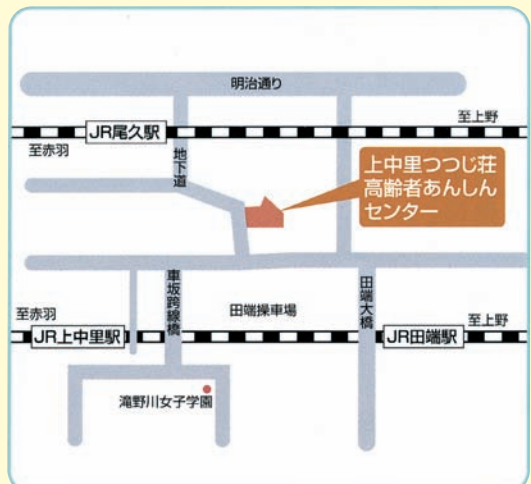 明治通り
至上野
JR尾久駅
至赤羽
地下道
上中里つつじ荘
高齢者あんしん
センター
至赤羽
車坂跨線橋
田端操車場
田端大橋
至上野
JR上中里駅
JR田端駅
滝野川女子学園